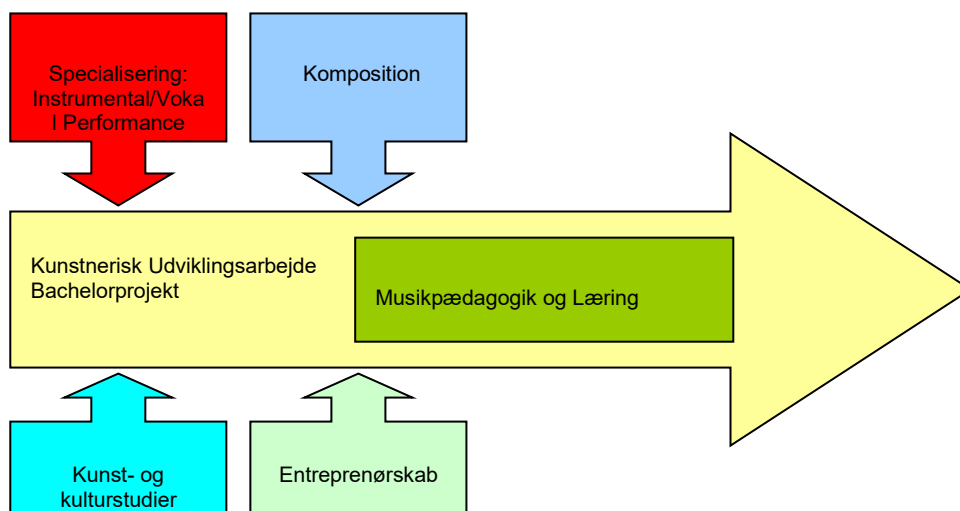 Specialisering:
Instrumental/Voka
l Performance
Komposition
Kunstnerisk Udviklingsarbejde
Bachelorprojekt
Musikpædagogik og Læring
Kunst- og
kulturstudier
Entreprenørskab